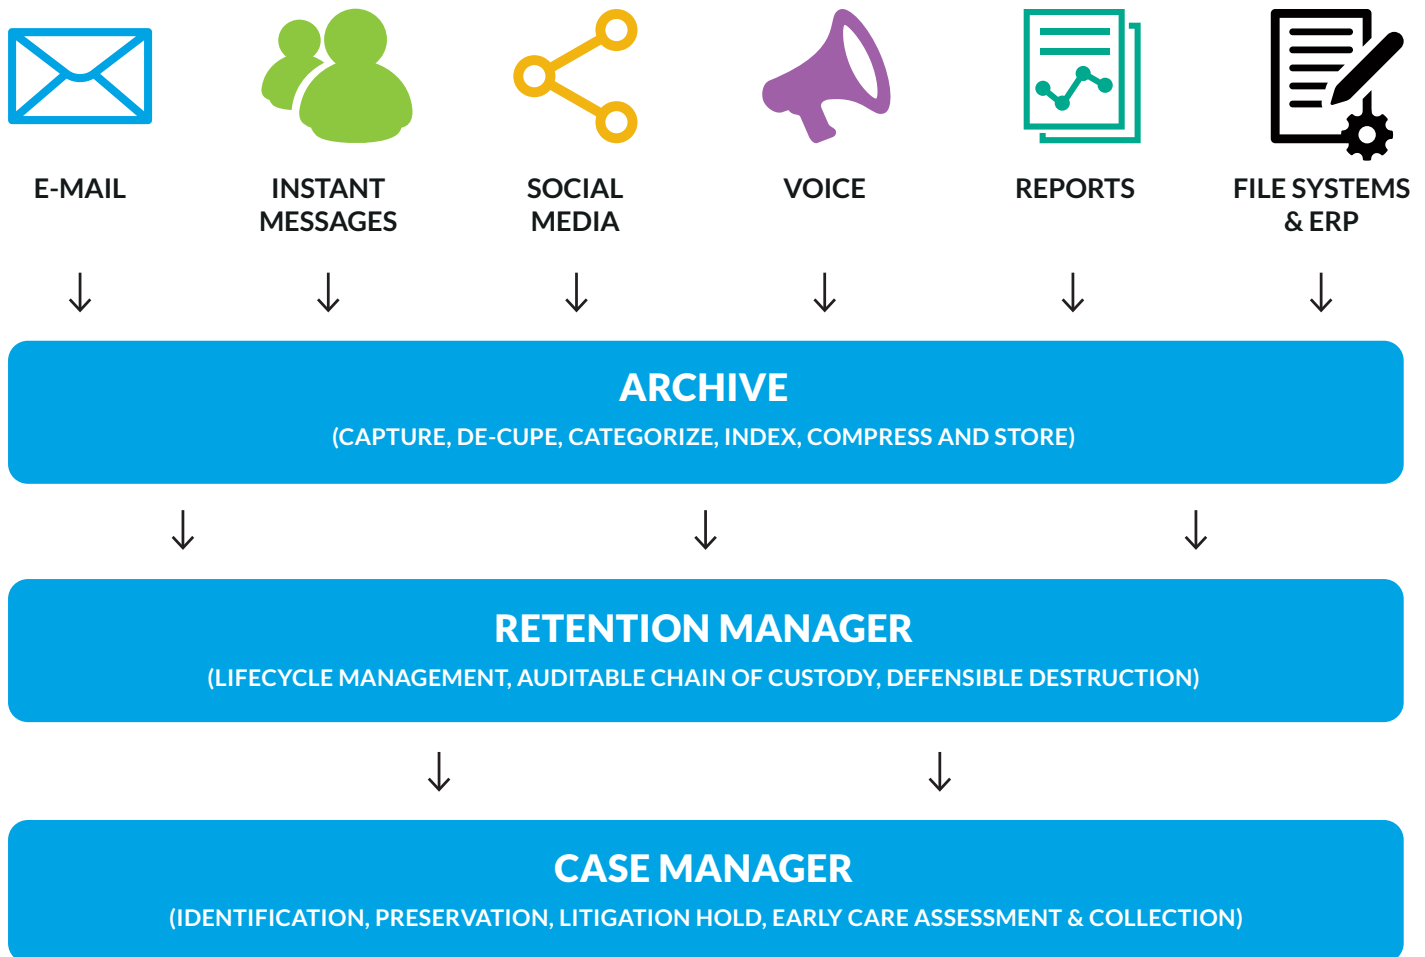 E-MAIL
INSTANT
MESSAGES
SOCIAL
MEDIA
VOICE
REPORTS
FILE SYSTEMS
& ERP
ARCHIVE
(CAPTURE, DE-CUPE, CATEGORIZE, INDEX, COMPRESS AND STORE)
RETENTION MANAGER
(LIFECYCLE MANAGEMENT, AUDITABLE CHAIN OF CUSTODY, DEFENSIBLE DESTRUCTION)
CASE MANAGER
(IDENTIFICATION, PRESERVATION, LITIGATION HOLD, EARLY CARE ASSESSMENT & COLLECTION)